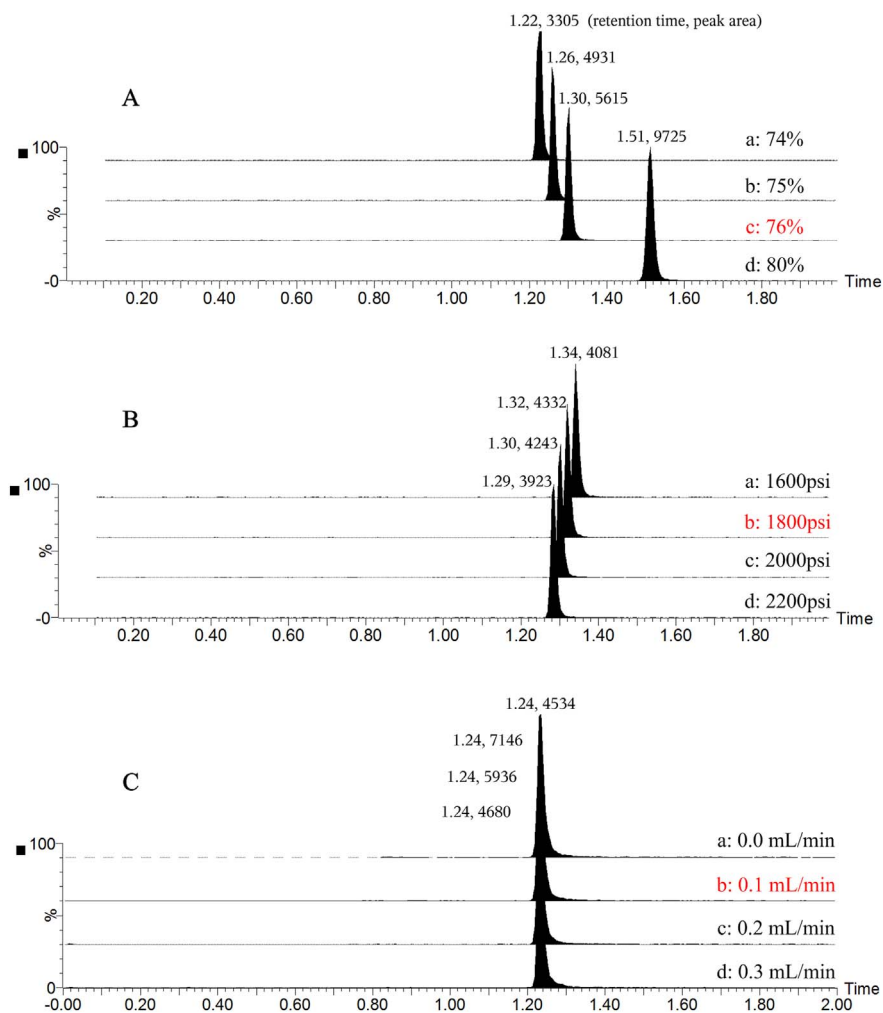 1.22, 3305 (retention time, peak area)
1.26, 4931
A
1.30, 5615
1.51, 9725
100
a: 74%
b: 75%
%
c: 76%
d: 80%
-0
Time
0.20 0.40 0.60 0.80 1.00 1.20 1.40 1.60 1.80
1.34, 4081
B
1.32, 4332
1.30, 4243
1.29, 3923
100
a: 1600psi
b: 1800psi
%
c: 2000psi
d: 2200psi
-0
Time
0.20 0.40 0.60 0.80 1.00 1.20 1.40 1.60 1.80
1.24, 4534
1.24, 7146
C
1.24, 5936
1.24, 4680
100
a: 0.0 mL/min
b: 0.1 mL/min
%
c: 0.2 mL/min
d: 0.3 mL/min
0
Time
-0.00 0.20 0.40 0.60 0.80 1.00 1.20 1.40 1.60 1.80 2.00